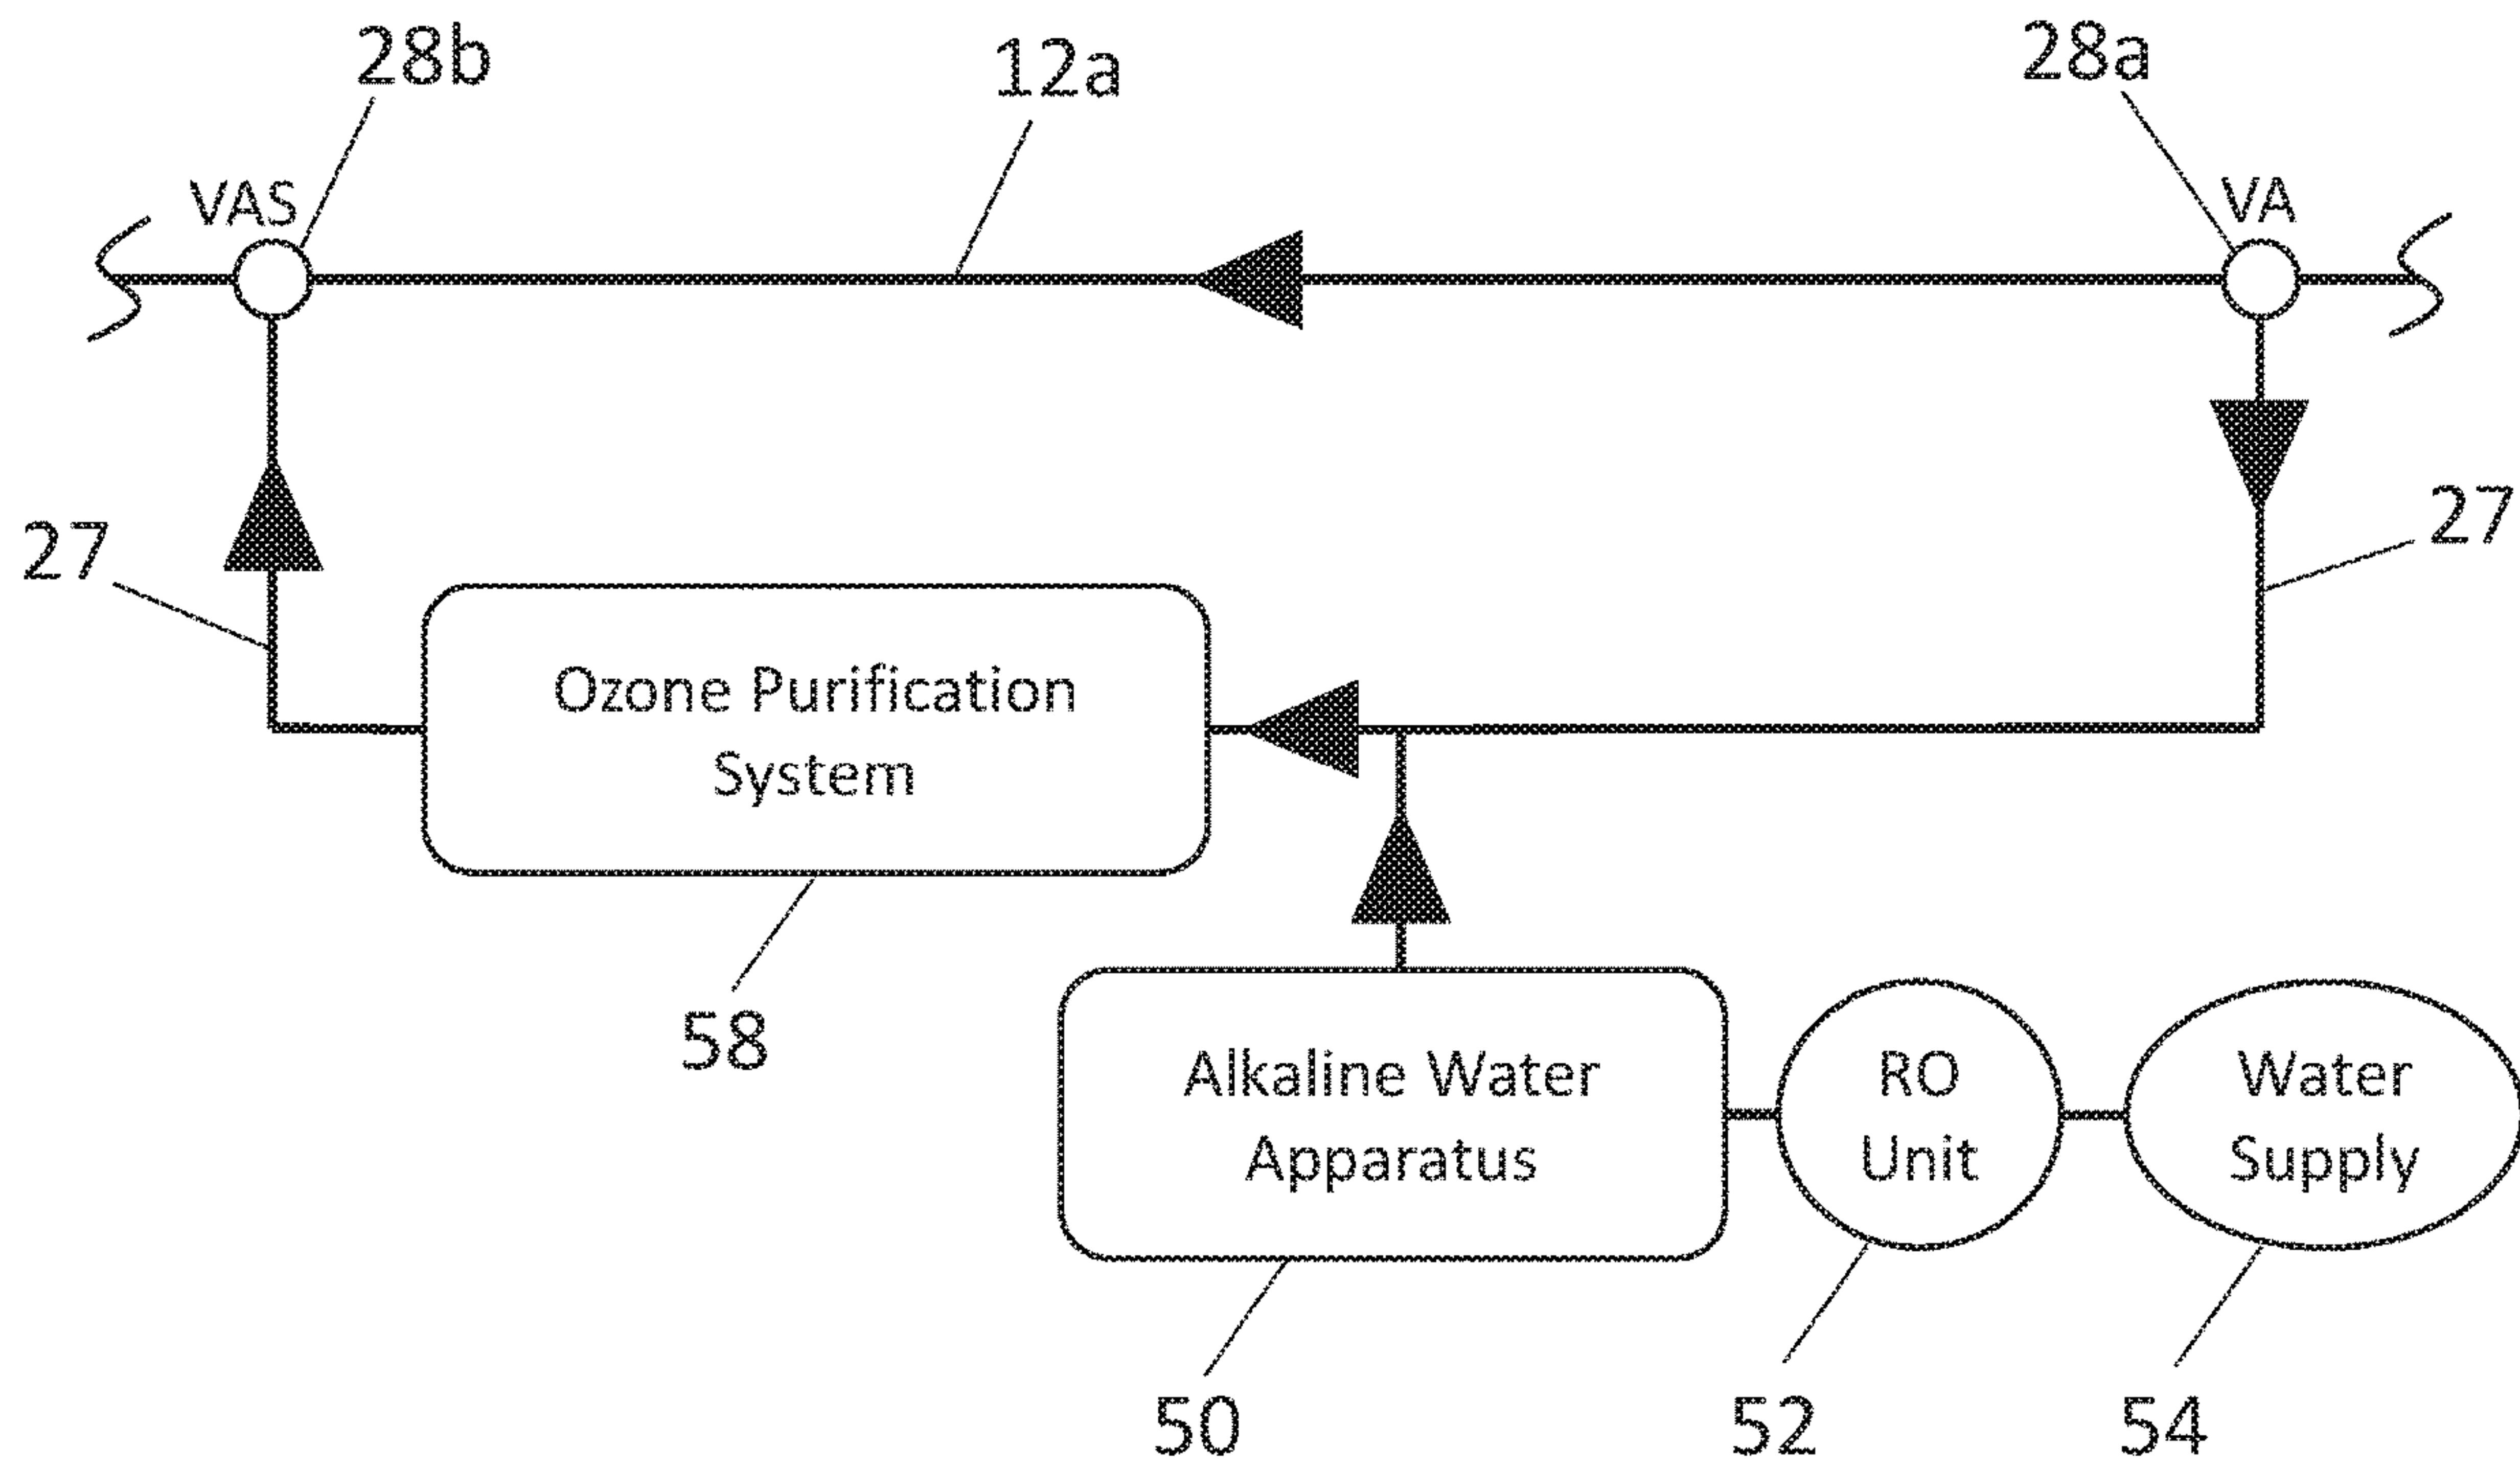 28b
12a
28a
VAS
VA
27
27
Ozone Purification
System
58
Alkaline Water
Apparatus
RO
Unit
Water
Supply
50
52
54